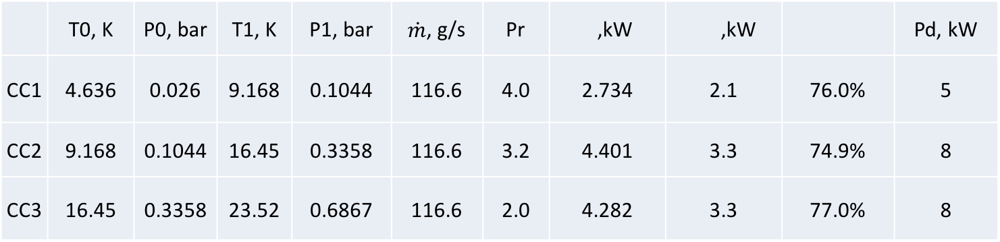 T0, K P0, bar T1, K P1, bar ṁ, g/s Pr ,kW ,kW Pd, kW
CC1 4.636 0.026 9.168 0.1044 116.6 4.0 2.734 2.1 76.0% 5
CC2 9.168 0.1044 16.45 0.3358 116.6 3.2 4.401 3.3 74.9% 8
CC3 16.45 0.3358 23.52 0.6867 116.6 2.0 4.282 3.3 77.0% 8